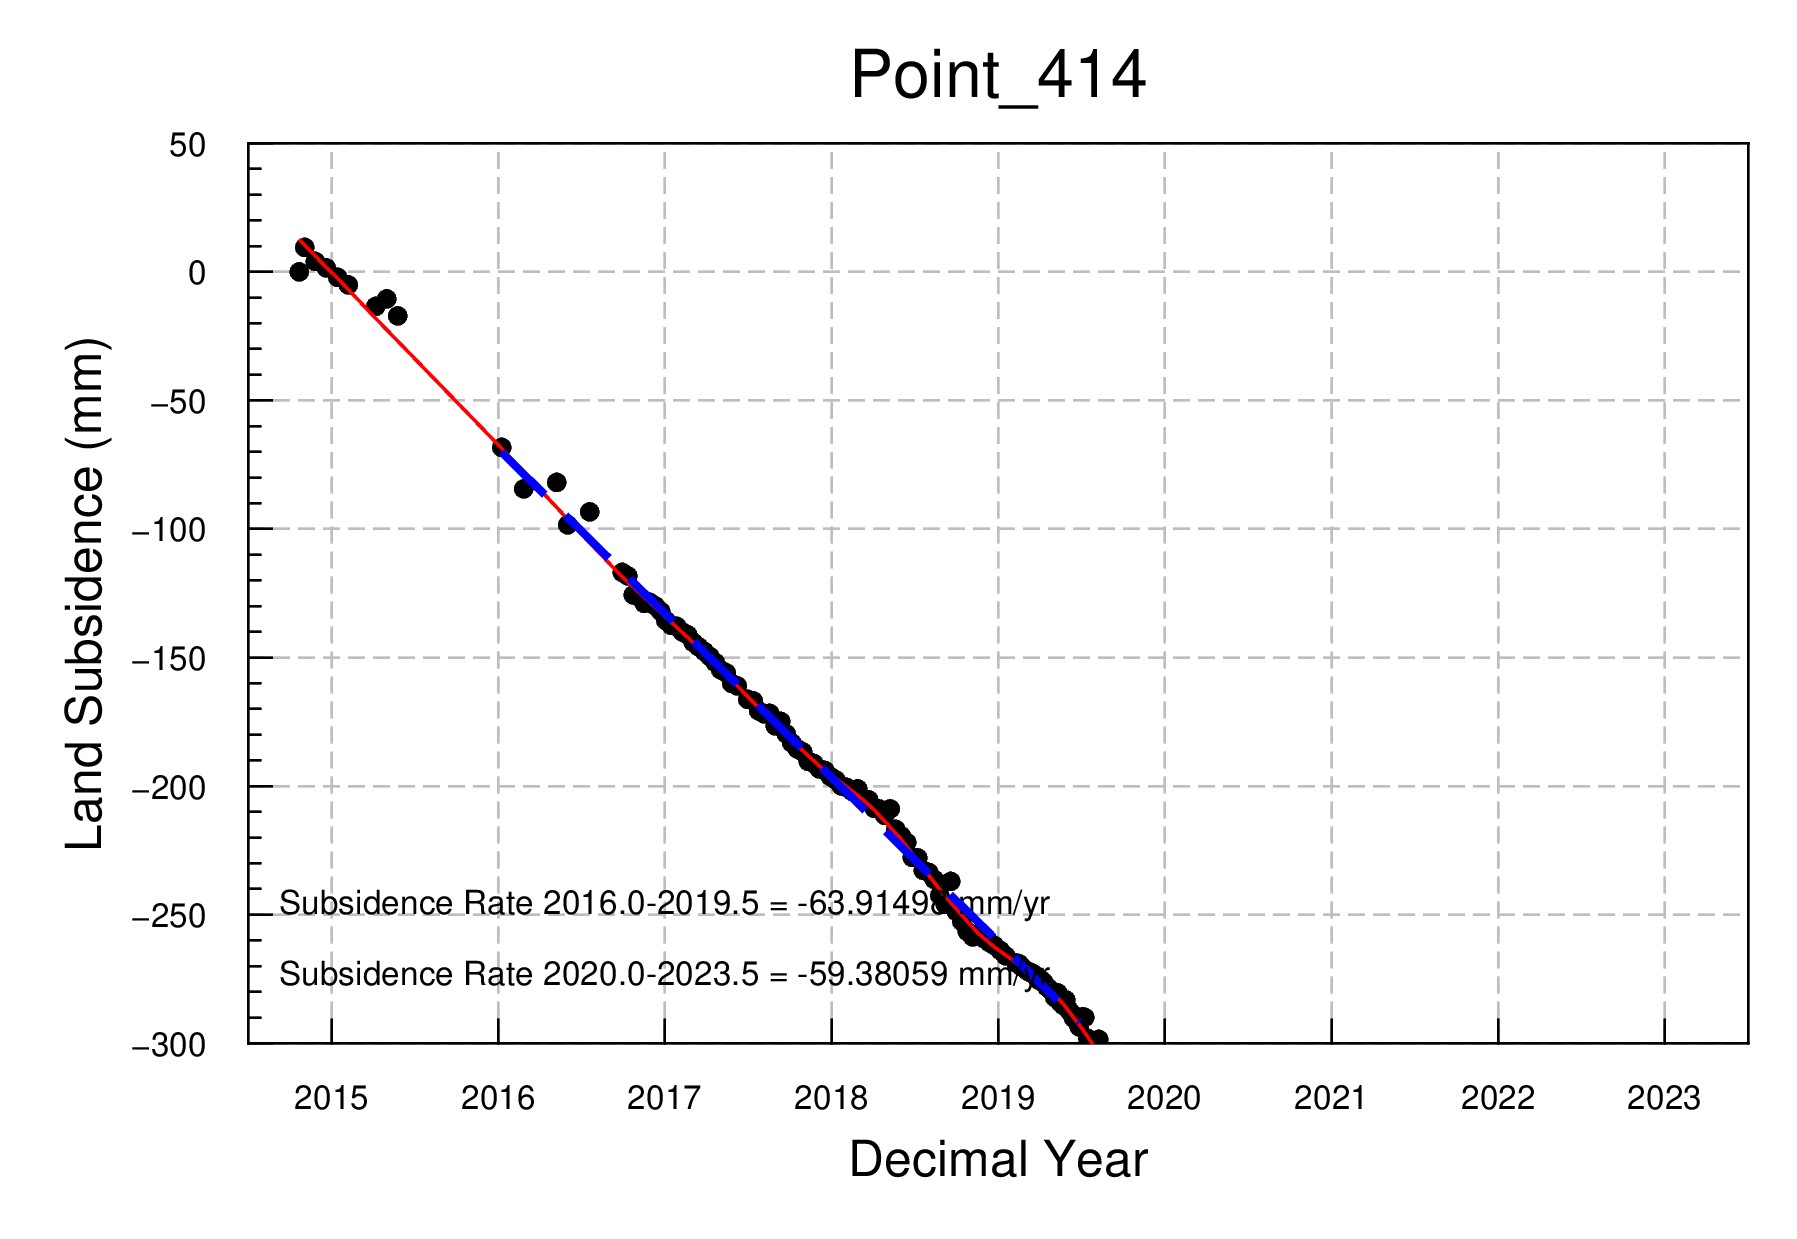 Point_414
50
0
−50
−100
−150
−200
−250
−300
Land Subsidence (mm)
Subsidence Rate 2016.0-2019.5 = mm/yr
Subsidence Rate 2020.0-2023.5 = -59.38059 mm/yr
2015 2016 2017 2018 2019 2020 2021 2022 2023
Decimal Year